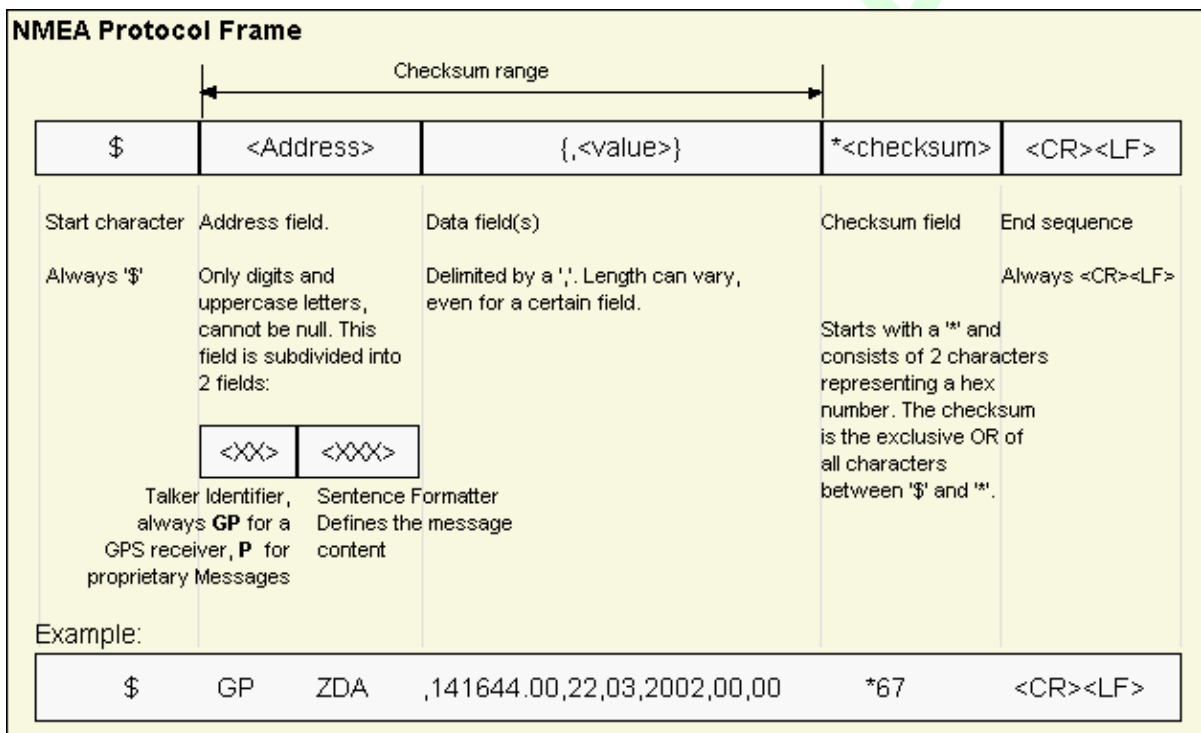 NMEA Protocol Frame
Checksum range
$ <Address> {,<value>} *<checksum> <CR><LF>
Start character
Always '$'
Address field.
Only digits and
uppercase letters,
cannot be null. This
field is subdivided into
2 fields:
<XX> <XXX>
Talker Identifier,
always GP for a
GPS receiver, P for
proprietary Messages
Sentence Formatter
Defines the message
content
Data field(s)
Delimited by a ','. Length can vary,
even for a certain field.
Checksum field
Starts with a '*' and
consists of 2 characters
representing a hex
number. The checksum
is the exclusive OR of
all characters
between '$' and '*'.
End sequence
Always <CR><LF>
Example:
$ GP ZDA ,141644.00,22,03,2002,00,00 *67 <CR><LF>